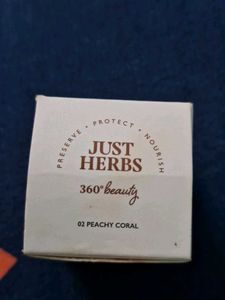 PRESERVE • PROTECT • NOURISH
JUST
HERBS
360° beauty
02 PEACHY CORAL